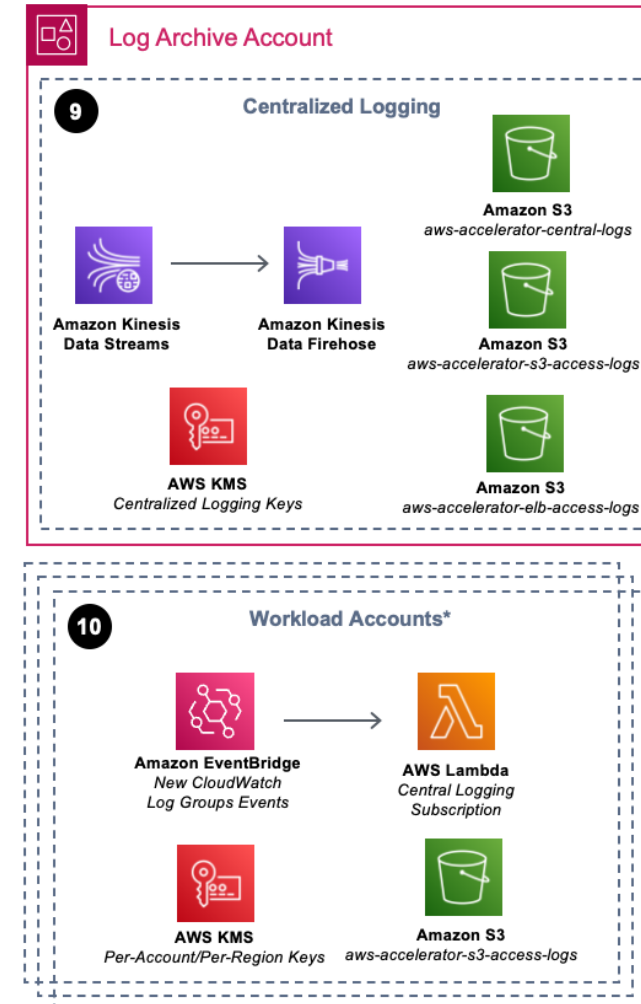 Log Archive Account
9
Centralized Logging
Amazon S3
aws-accelerator-central-logs
Amazon Kinesis
Data Streams
Amazon Kinesis
Data Firehose
Amazon S3
aws-accelerator-s3-access-logs
AWS KMS
Centralized Logging Keys
Amazon S3
aws-accelerator-elb-access-logs
10
Workload Accounts*
Amazon EventBridge
New CloudWatch
Log Groups Events
AWS Lambda
Central Logging
Subscription
AWS KMS
Per-Account/Per-Region Keys
Amazon S3
aws-accelerator-s3-access-logs